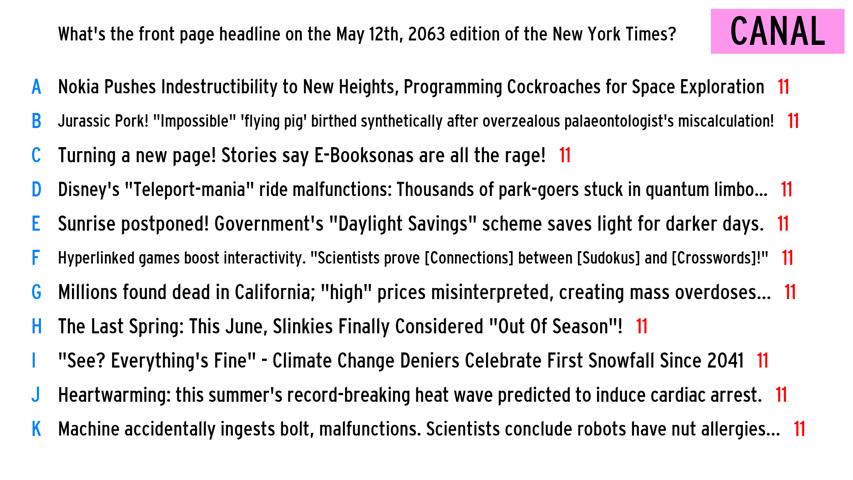 What's the front page headline on the May 12th, 2063 edition of the New York Times?
CANAL
A Nokia Pushes Indestructibility to New Heights, Programming Cockroaches for Space Exploration 11
B Jurassic Pork! "Impossible" 'flying pig' birthed synthetically after overzealous palaeontologist's miscalculation! 11
C Turning a new page! Stories say E-Booksonas are all the rage! 11
D Disney's "Teleport-mania" ride malfunctions: Thousands of park-goers stuck in quantum limbo... 11
E Sunrise postponed! Government's "Daylight Savings" scheme saves light for darker days. 11
F Hyperlinked games boost interactivity. "Scientists prove [Connections] between [Sudokus] and [Crosswords]!" 11
G Millions found dead in California; "high" prices misinterpreted, creating mass overdoses... 11
H The Last Spring: This June, Slinkies Finally Considered "Out Of Season"! 11
I "See? Everything's Fine" - Climate Change Deniers Celebrate First Snowfall Since 2041 11
J Heartwarming: this summer's record-breaking heat wave predicted to induce cardiac arrest. 11
K Machine accidentally ingests bolt, malfunctions. Scientists conclude robots have nut allergies... 11